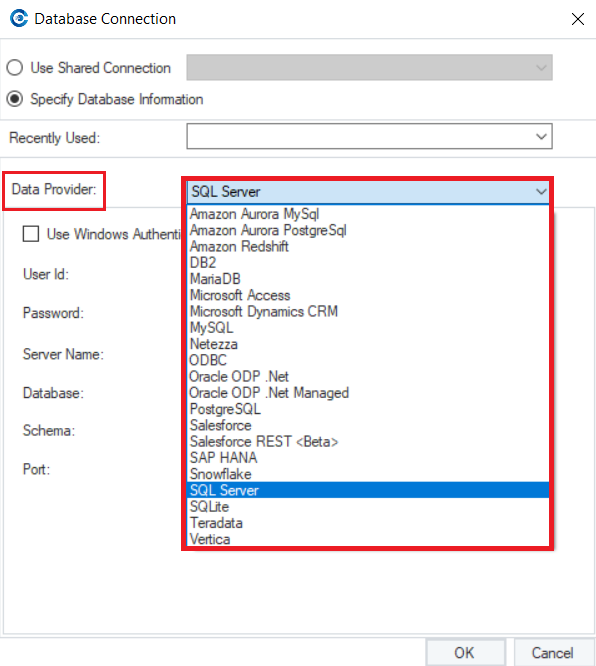 Database Connection
Use Shared Connection
Specify Database Information
Recently Used:
Data Provider:
SQL Server
Amazon Aurora MySql
Amazon Aurora PostgreSql
Amazon Redshift
DB2
MariaDB
Microsoft Access
Microsoft Dynamics CRM
MySQL
Netezza
ODBC
Oracle ODP .Net
Oracle ODP .Net Managed
PostgreSQL
Salesforce
Salesforce REST <Beta>
SAP HANA
Snowflake
SQL Server
SQLite
Teradata
Vertica
Use Windows Authenti
User Id:
Password:
Server Name:
Database:
Schema:
Port:
OK
Cancel